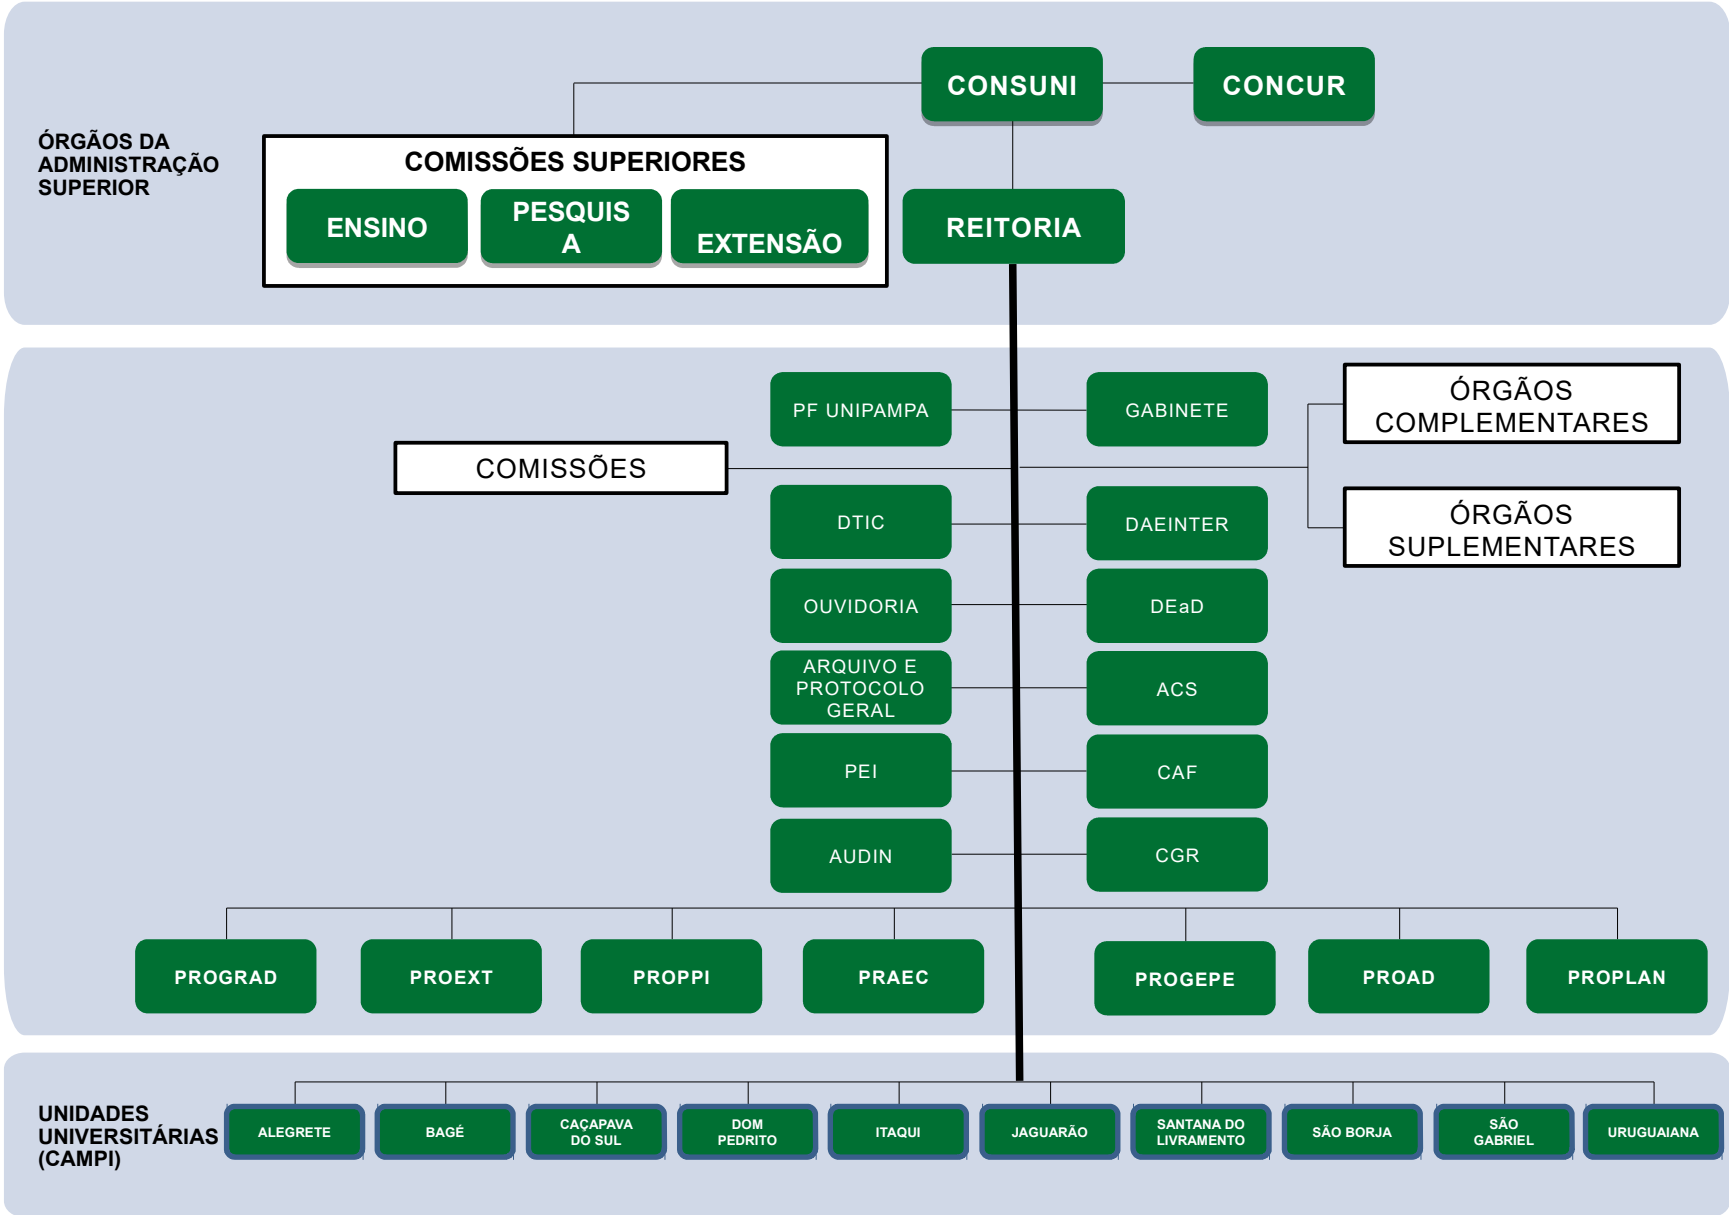 CONSUNI
CONCUR
ÓRGÃOS DA
ADMINISTRAÇÃO
SUPERIOR
COMISSÕES SUPERIORES
ENSINO
PESQUIS
A
EXTENSÃO
REITORIA
PF UNIPAMPA
GABINETE
ÓRGÃOS
COMPLEMENTARES
COMISSÕES
DTIC
DAEINTER
ÓRGÃOS
SUPLEMENTARES
OUVIDORIA
DEaD
ARQUIVO E
PROTOCOLO
GERAL
ACS
PEI
CAF
AUDIN
CGR
PROGRAD
PROEXT
PROPPI
PRAEC
PROGEPE
PROAD
PROPLAN
UNIDADES
UNIVERSITÁRIAS
(CAMPI)
ALEGRETE
BAGÉ
CAÇAPAVA
DO SUL
DOM
PEDRITO
ITAQUI
JAGUARÃO
SANTANA DO
LIVRAMENTO
SÃO BORJA
SÃO
GABRIEL
URUGUAIANA